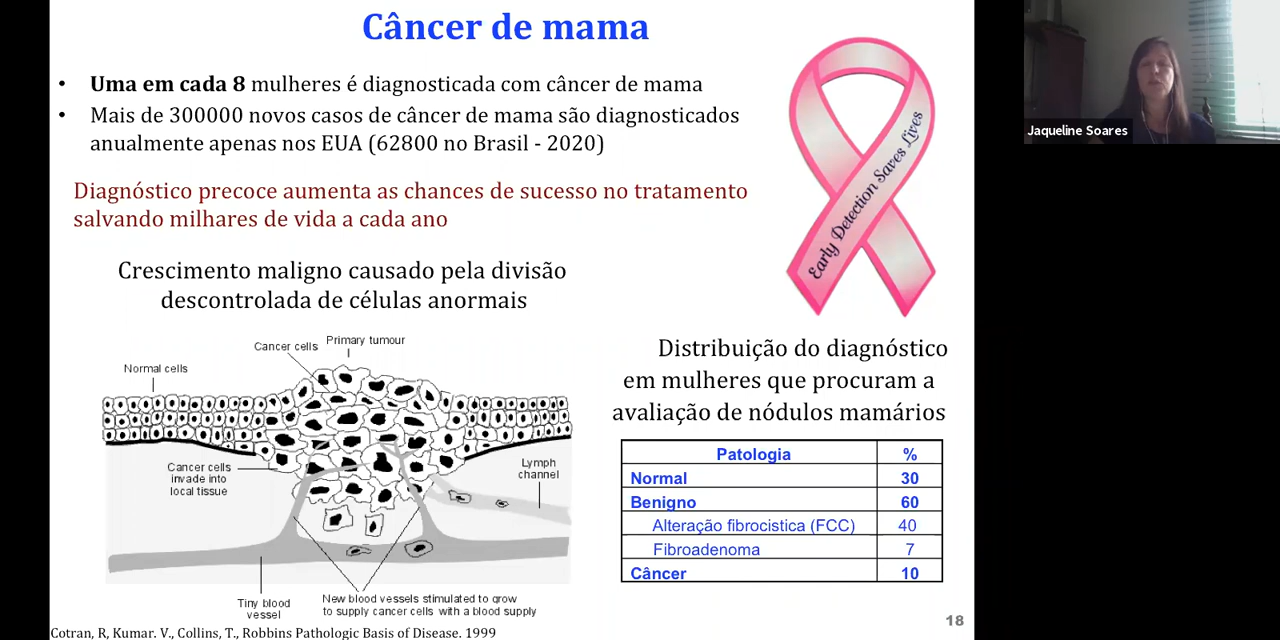 Câncer de mama
• Uma em cada 8 mulheres é diagnosticada com câncer de mama
• Mais de 300000 novos casos de câncer de mama são diagnosticados
anualmente apenas nos EUA (62800 no Brasil - 2020)
Diagnóstico precoce aumenta as chances de sucesso no tratamento
salvando milhares de vida a cada ano
Early Detection Saves Lives
Jaqueline Soares
Crescimento maligno causado pela divisão
descontrolada de células anormais
Normal cells
Cancer cells
Primary tumour
Cancer cells
invade into
local tissue
Lymph
channel
Tiny blood
vessel
New blood vessels stimulated to grow
to supply cancer cells with a blood supply
Distribuição do diagnóstico
em mulheres que procuram a
avaliação de nódulos mamários
Patologia %
Normal 30
Benigno 60
Alteração fibrocistica (FCC) 40
Fibroadenoma 7
Câncer 10
18
Cotran, R, Kumar. V., Collins, T., Robbins Pathologic Basis of Disease. 1999